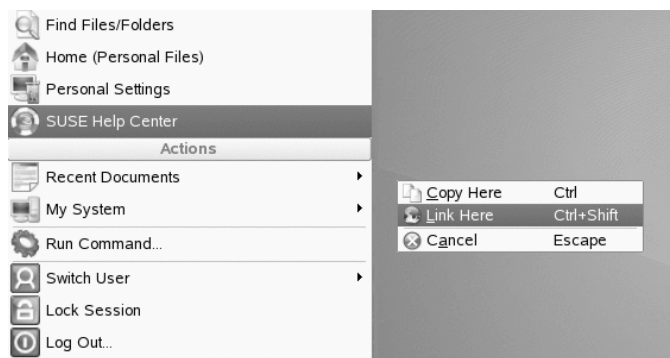 Find Files/Folders
Home (Personal Files)
Personal Settings
SUSE Help Center
Actions
Recent Documents
My System
Run Command...
Switch User
Lock Session
Log Out...
Copy Here Ctrl
Link Here Ctrl+Shift
Cancel Escape